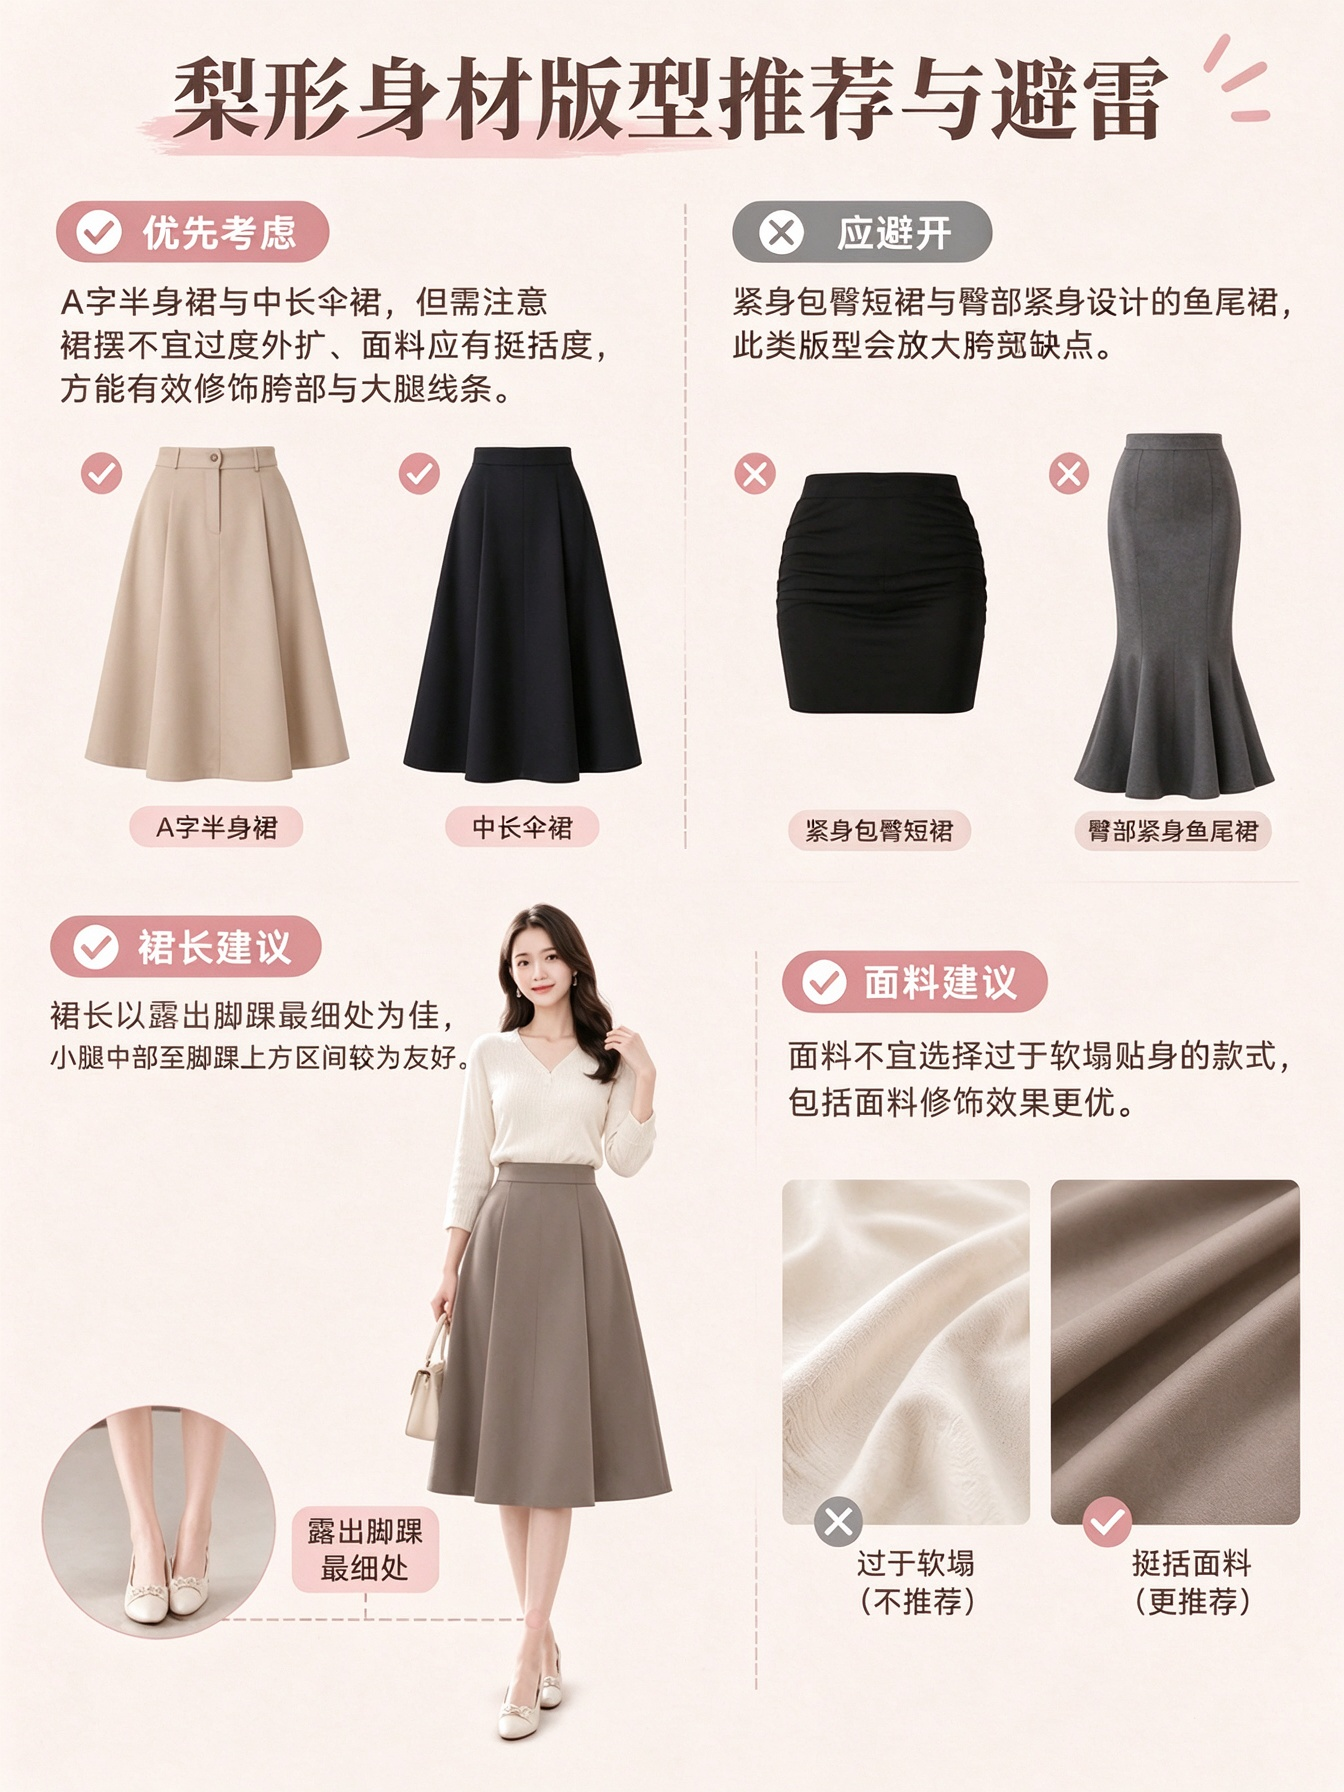 梨形身材版型推荐与避雷
优先考虑
A字半身裙与中长伞裙，但需注意
裙摆不宜过度外扩、面料应有挺括度，
方能有效修饰胯部与大腿线条。
A字半身裙
中长伞裙
应避开
紧身包臀短裙与臀部紧身设计的鱼尾裙，
此类版型会放大胯宽缺点。
紧身包臀短裙
臀部紧身鱼尾裙
裙长建议
裙长以露出脚踝最细处为佳，
小腿中部至脚踝上方区间较为友好。
露出脚踝
最细处
面料建议
面料不宜选择过于软塌贴身的款式，
包括面料修饰效果更优。
过于软塌
（不推荐）
挺括面料
（更推荐）